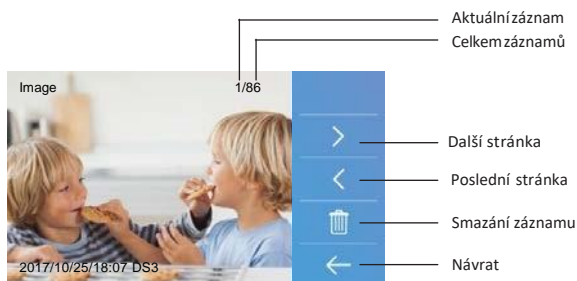 Aktuální záznam
Celkem záznamů
Image 1/86
Další stránka
Poslední stránka
Smazání záznamu
2017/10/25/18:07 DS3
Návrat